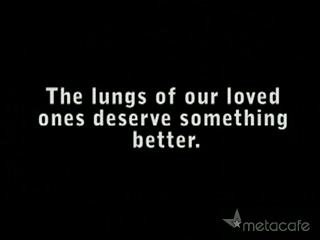 The lungs of our loved
ones deserve something
better.
metacafe